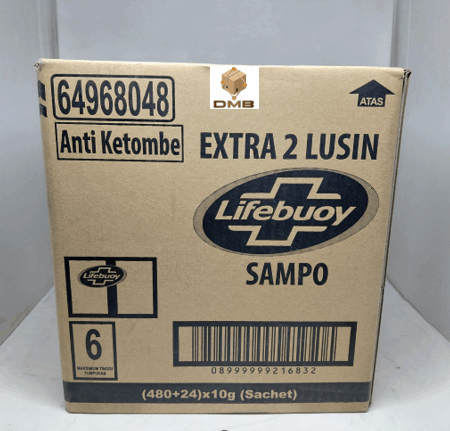 DMB
64968048
ATAS
Anti Ketombe
EXTRA 2 LUSIN
Lifebuoy
SAMPO
Lifebuoy
6
MAKSIMUM TINGGI
TUMPUKAN
08999999216832
(480+24)x10g (Sachet)